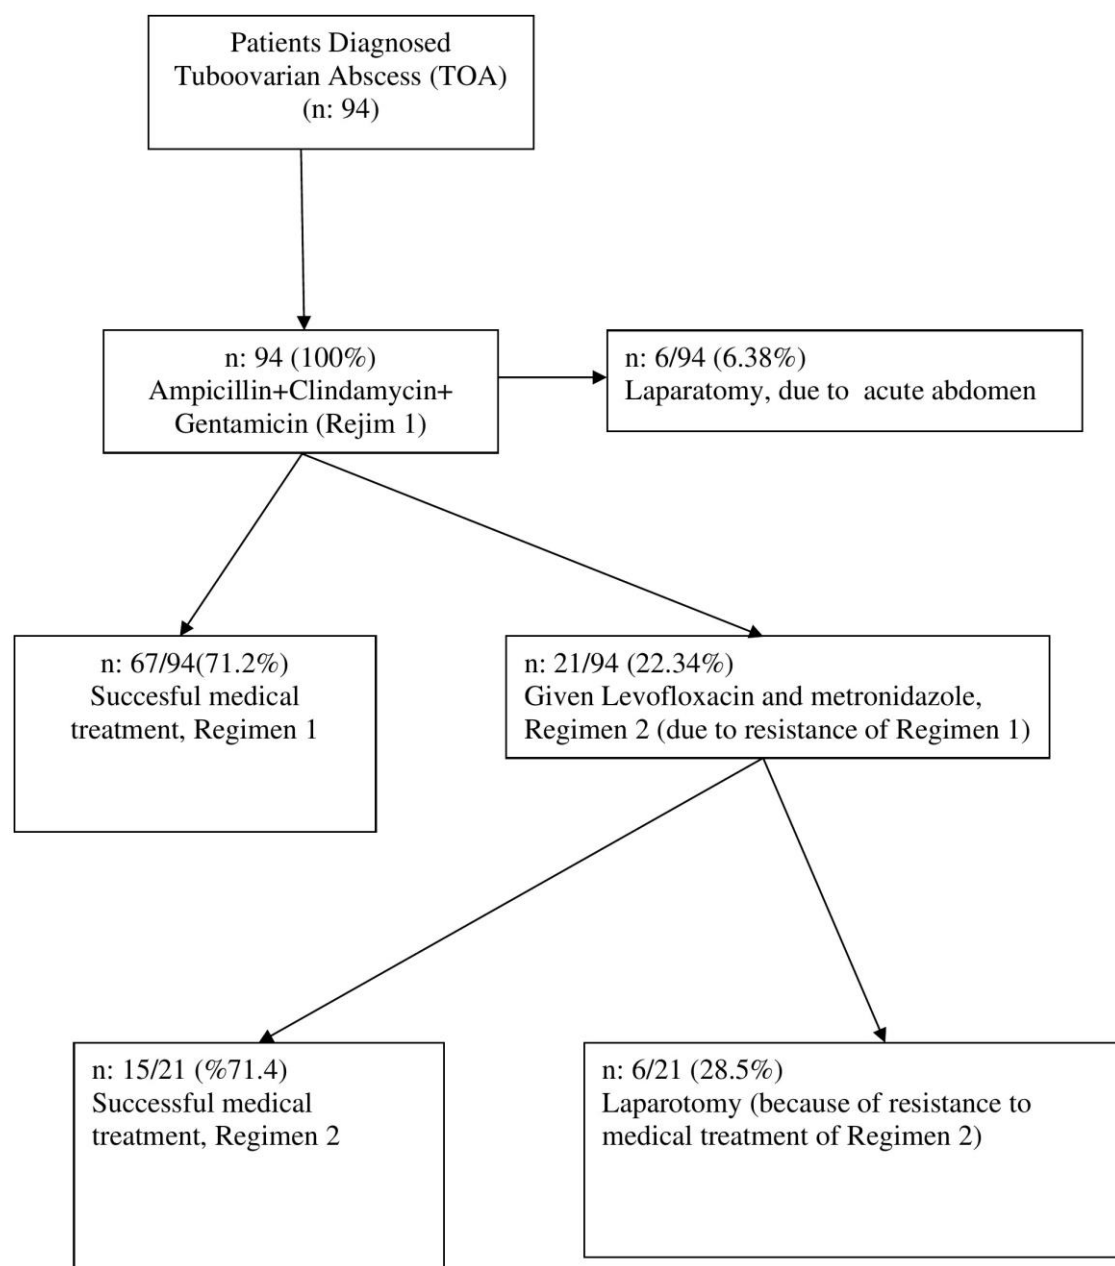 Patients Diagnosed
Tuboovarian Abscess (TOA)
(n: 94)
n: 94 (100%)
Ampicillin+Clindamycin+
Gentamicin (Rejim 1)
n: 6/94 (6.38%)
Laparatomy, due to  acute abdomen
n: 67/94(71.2%)
Succesful medical
treatment, Regimen 1
n: 21/94 (22.34%)
Given Levofloxacin and metronidazole,
Regimen 2 (due to resistance of Regimen 1)
n: 15/21 (%71.4)
Successful medical
treatment, Regimen 2
n: 6/21 (28.5%)
Laparotomy (because of resistance to
medical treatment of Regimen 2)